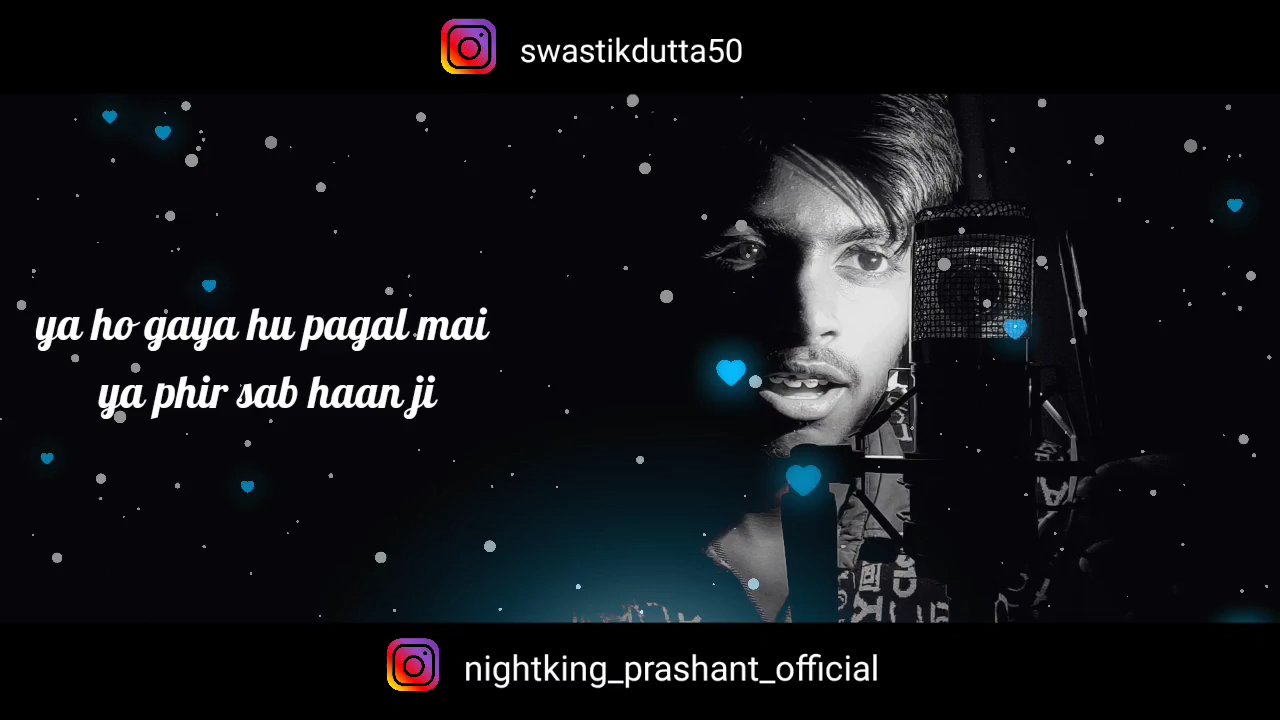 swastikdutta50
ya ho gaya hu pagal mai
ya phir sab haan ji
nightking_prashant_official